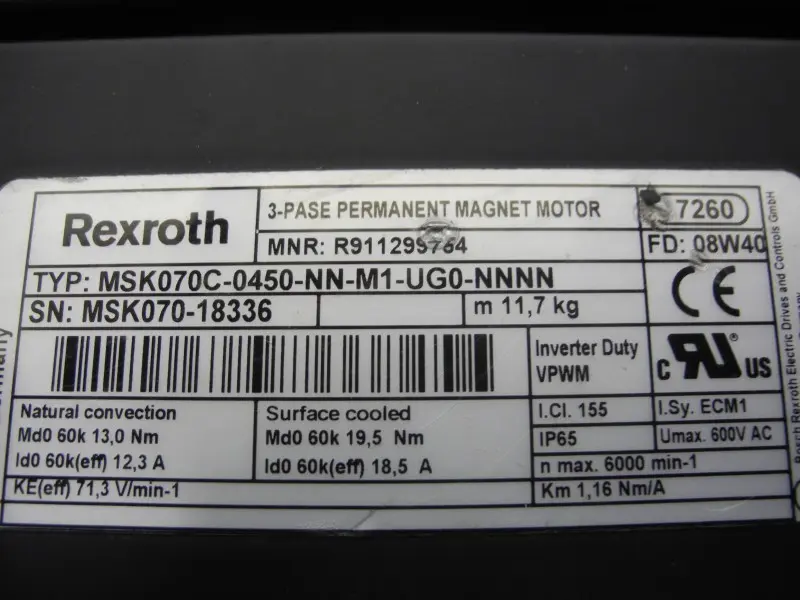 Rexroth
3-PASE PERMANENT MAGNET MOTOR
7260
MNR: R911299764
FD: 08W40
TYP: MSK070C-0450-NN-M1-UG0-NNNN
SN: MSK070-18336
m 11,7 kg
CE
Inverter Duty
VPWM
c RU ® US
Natural convection
Md0 60k 13,0 Nm
Id0 60k(eff) 12,3 A
KE(eff) 71,3 V/min-1
Surface cooled
Md0 60k 19,5 Nm
Id0 60k(eff) 18,5 A
I.Cl. 155
I.Sy. ECM1
IP65
Umax. 600V AC
n max. 6000 min-1
Km 1,16 Nm/A
Bosch Rexroth Electric Drives and Controls GmbH